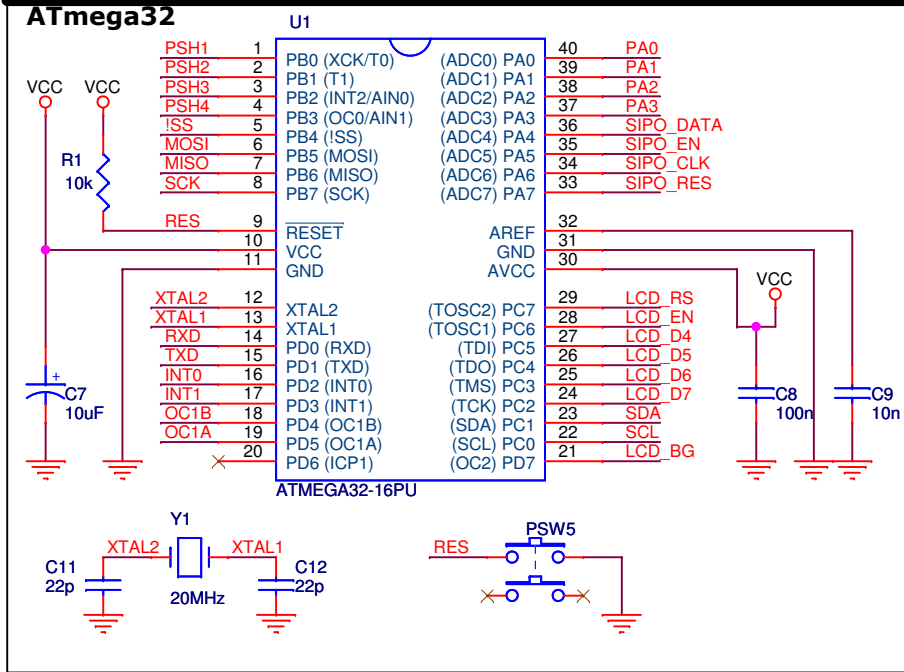 ATmega32
U1
PSH1 1 PB0 (XCK/T0) (ADC0) PA0 40 PA0
PSH2 2 PB1 (T1) (ADC1) PA1 39 PA1
PSH3 3 PB2 (INT2/AIN0) (ADC2) PA2 38 PA2
PSH4 4 PB3 (OC0/AIN1) (ADC3) PA3 37 PA3
!SS 5 PB4 (!SS) (ADC4) PA4 36 SIPO_DATA
MOSI 6 PB5 (MOSI) (ADC5) PA5 35 SIPO_EN
MISO 7 PB6 (MISO) (ADC6) PA6 34 SIPO_CLK
SCK 8 PB7 (SCK) (ADC7) PA7 33 SIPO_RES
VCC VCC
R1
10k
RES 9 RESET AREF 32
10 VCC GND 31
11 GND AVCC 30
VCC
XTAL2 12 XTAL2 (TOSC2) PC7 29 LCD_RS
XTAL1 13 XTAL1 (TOSC1) PC6 28 LCD_EN
RXD 14 PD0 (RXD) (TDI) PC5 27 LCD_D4
TXD 15 PD1 (TXD) (TDO) PC4 26 LCD_D5
INT0 16 PD2 (INT0) (TMS) PC3 25 LCD_D6
INT1 17 PD3 (INT1) (TCK) PC2 24 LCD_D7
OC1B 18 PD4 (OC1B) (SDA) PC1 23 SDA
OC1A 19 PD5 (OC1A) (SCL) PC0 22 SCL
20 PD6 (ICP1) (OC2) PD7 21 LCD_BG
+
C7
10uF
C8
100n
C9
10n
ATMEGA32-16PU
Y1
XTAL2 XTAL1
C11
22p
20MHz
C12
22p
PSW5
RES